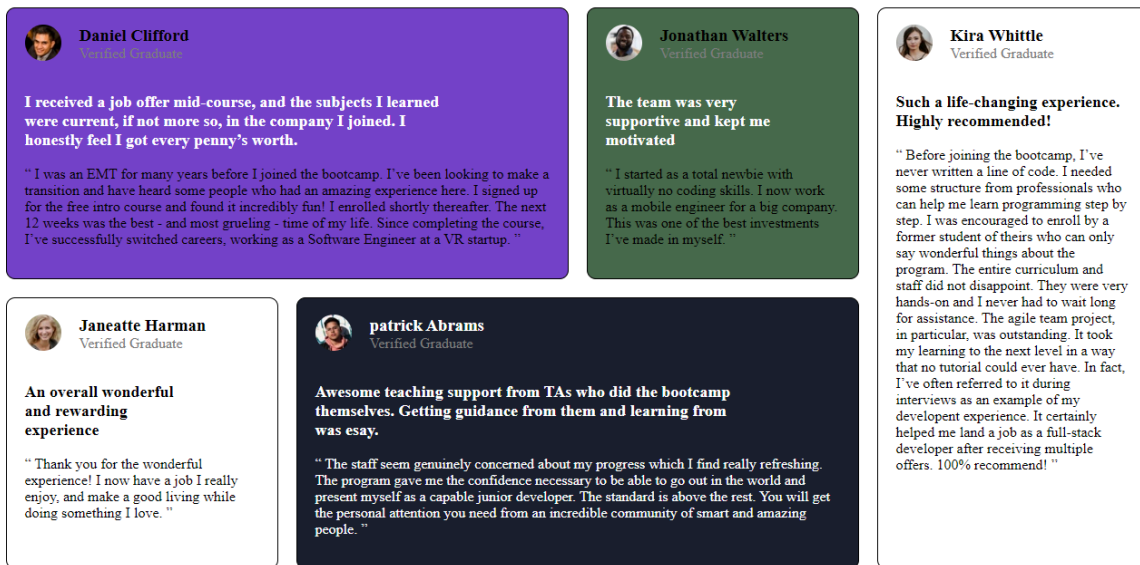 Daniel Clifford
Verified Graduate
I received a job offer mid-course, and the subjects I learned
were current, if not more so, in the company I joined. I
honestly feel I got every penny’s worth.
“ I was an EMT for many years before I joined the bootcamp. I’ve been looking to make a
transition and have heard some people who had an amazing experience here. I signed up
for the free intro course and found it incredibly fun! I enrolled shortly thereafter. The next
12 weeks was the best - and most grueling - time of my life. Since completing the course,
I’ve successfully switched careers, working as a Software Engineer at a VR startup. ”
Jonathan Walters
Verified Graduate
The team was very
supportive and kept me
motivated
“ I started as a total newbie with
virtually no coding skills. I now work
as a mobile engineer for a big company.
This was one of the best investments
I’ve made in myself. ”
Kira Whittle
Verified Graduate
Such a life-changing experience.
Highly recommended!
“ Before joining the bootcamp, I’ve
never written a line of code. I needed
some structure from professionals who
can help me learn programming step by
step. I was encouraged to enroll by a
former student of theirs who can only
say wonderful things about the
program. The entire curriculum and
staff did not disappoint. They were very
hands-on and I never had to wait long
for assistance. The agile team project,
in particular, was outstanding. It took
my learning to the next level in a way
that no tutorial could ever have. In fact,
I’ve often referred to it during
interviews as an example of my
developent experience. It certainly
helped me land a job as a full-stack
developer after receiving multiple
offers. 100% recommend! ”
Janeatte Harman
Verified Graduate
An overall wonderful
and rewarding
experience
“ Thank you for the wonderful
experience! I now have a job I really
enjoy, and make a good living while
doing something I love. ”
patrick Abrams
Verified Graduate
Awesome teaching support from TAs who did the bootcamp
themselves. Getting guidance from them and learning from
was esay.
“ The staff seem genuinely concerned about my progress which I find really refreshing.
The program gave me the confidence necessary to be able to go out in the world and
present myself as a capable junior developer. The standard is above the rest. You will get
the personal attention you need from an incredible community of smart and amazing
people. ”